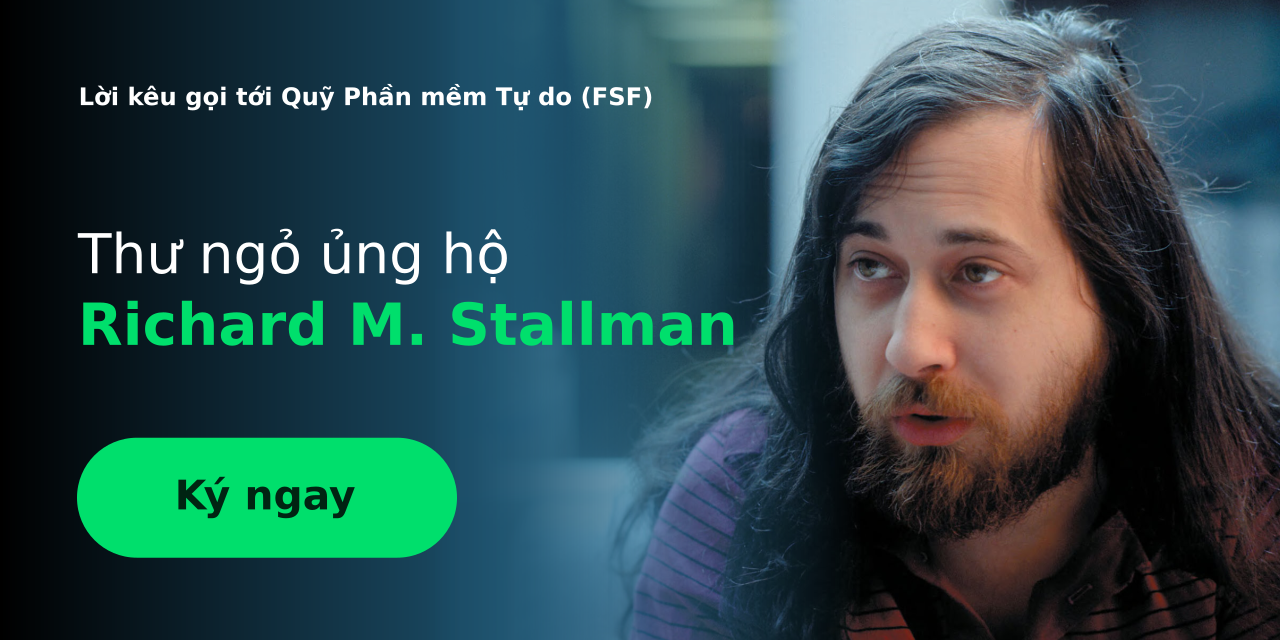 Lời kêu gọi tới Quỹ Phần mềm Tự do (FSF)
Thư ngỏ ủng hộ
Richard M. Stallman
Ký ngay